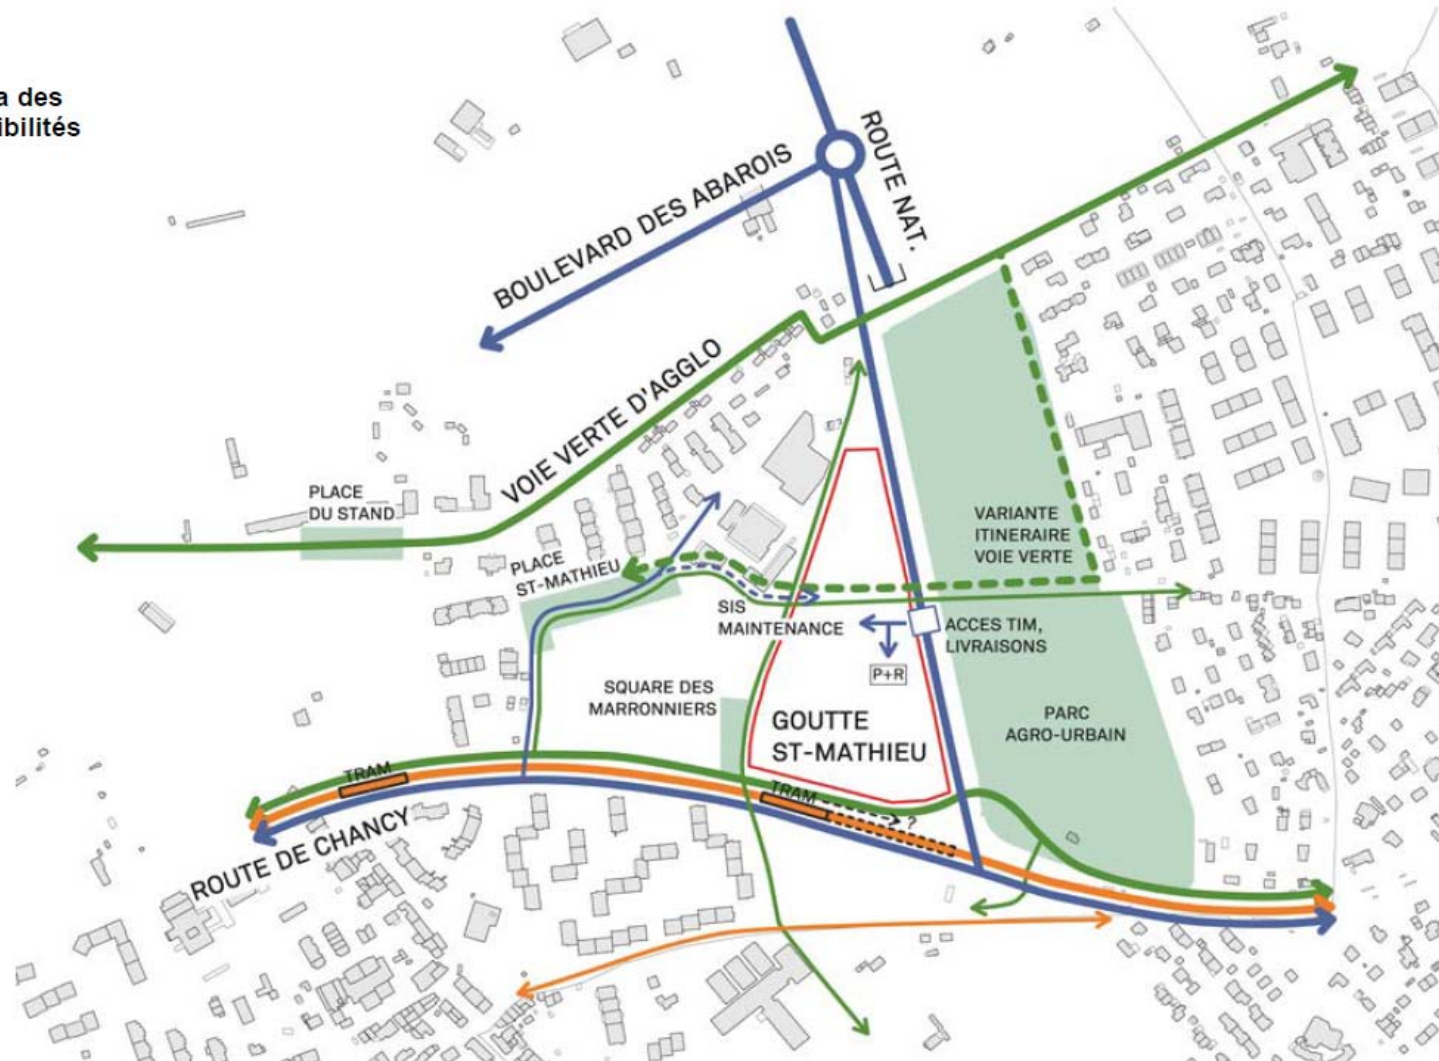 a des
ibilités
BOULEVARD DES ABAROIS
ROUTE NAT.
VOIE VERTE D'AGGLO
PLACE
DU STAND
PLACE
ST-MATHIEU
VARIANTE
ITINERAIRE
VOIE VERTE
SIS
MAINTENANCE
ACCES TIM,
LIVRAISONS
P+R
SQUARE DES
MARRONNIERS
GOUTTE
ST-MATHIEU
PARC
AGRO-URBAIN
TRAM
TRAM
?
ROUTE DE CHANCY